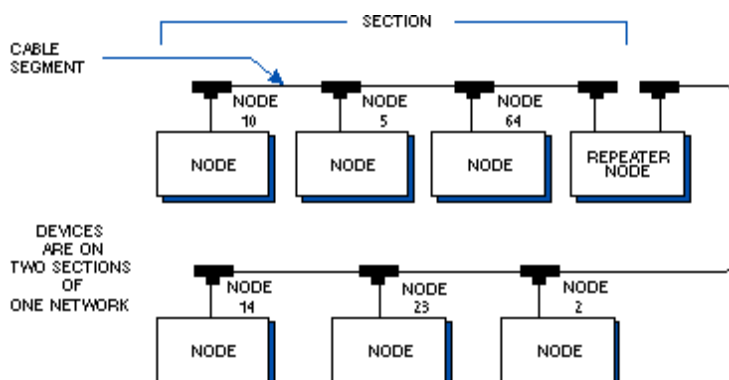 SECTION
CABLE
SEGMENT
NODE
10
NODE
5
NODE
64
NODE
NODE
NODE
REPEATER
NODE
DEVICES
ARE ON
TWO SECTIONS
OF
ONE NETWORK
NODE
14
NODE
23
NODE
2
NODE
NODE
NODE